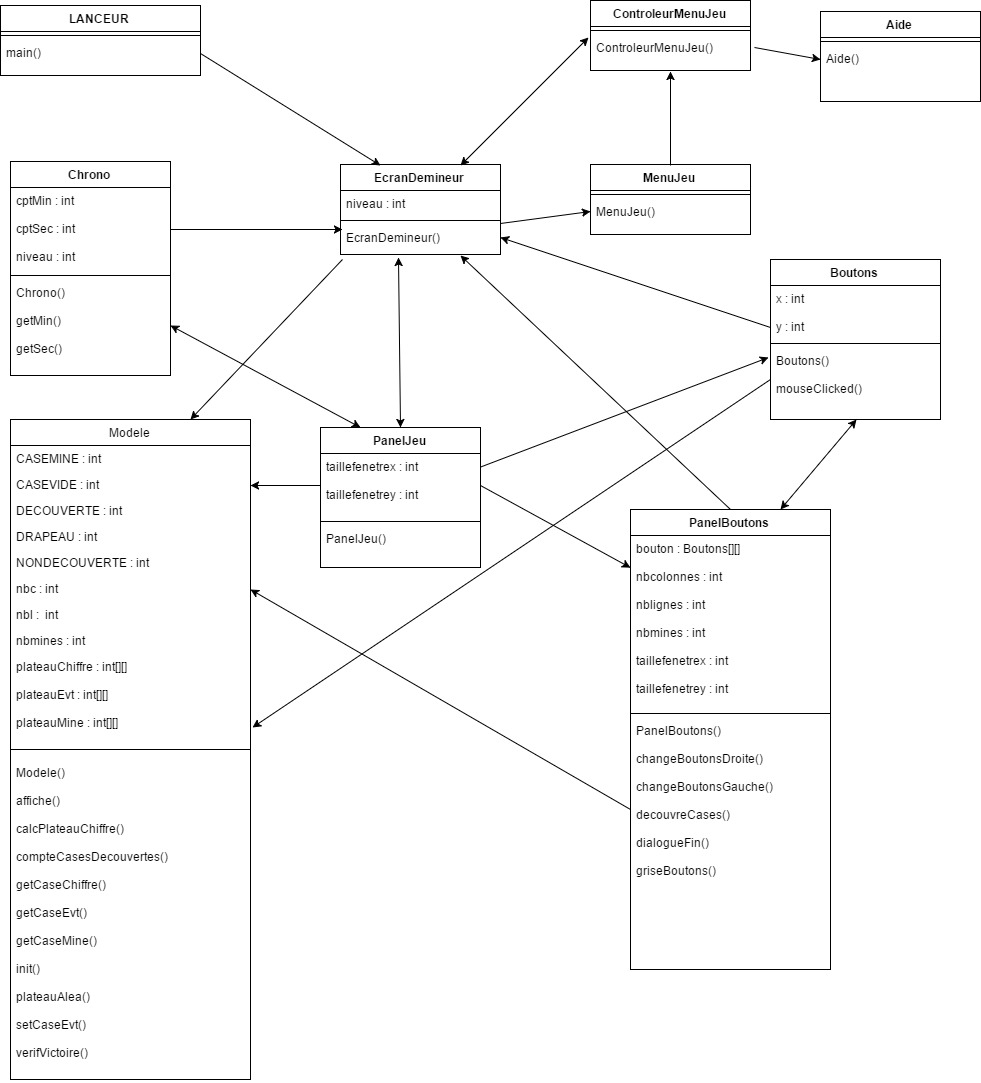 LANCEUR
main()
ControleurMenuJeu
ControleurMenuJeu()
Aide
Aide()
Chrono
cptMin : int
cptSec : int
niveau : int
Chrono()
getMin()
getSec()
EcranDemineur
niveau : int
EcranDemineur()
MenuJeu
MenuJeu()
Boutons
x : int
y : int
Boutons()
mouseClicked()
Modele
CASEMINE : int
CASEVIDE : int
DECOUVERTE : int
DRAPEAU : int
NONDECOUVERTE : int
nbc : int
nbl : int
nbmines : int
plateauChiffre : int[][]
plateauEvt : int[][]
plateauMine : int[][]
Modele()
affiche()
calcPlateauChiffre()
compteCasesDecouvertes()
getCaseChiffre()
getCaseEvt()
getCaseMine()
init()
plateauAlea()
setCaseEvt()
verifVictoire()
PanelJeu
taillefenetrex : int
taillefenetrey : int
PanelJeu()
PanelBoutons
bouton : Boutons[][]
nbcolonnes : int
nblignes : int
nbmines : int
taillefenetrex : int
taillefenetrey : int
PanelBoutons()
changeBoutonsDroite()
changeBoutonsGauche()
decouvreCases()
dialogueFin()
griseBoutons()